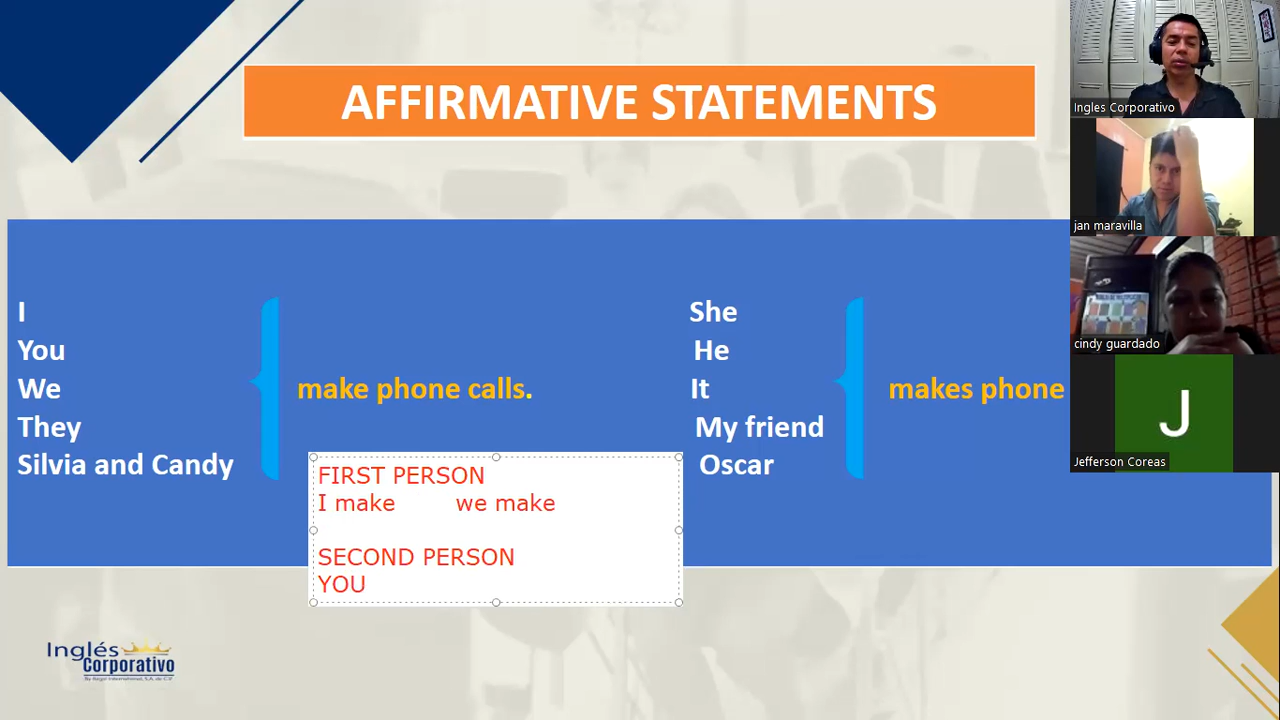 AFFIRMATIVE STATEMENTS
I
You
We
They
Silvia and Candy
make phone calls.
She
He
It
My friend
Oscar
makes phone
FIRST PERSON
I make we make
SECOND PERSON
YOU
Inglés
Corporativo
Ingles Corporativo
jan maravilla
cindy guardado
J
Jefferson Coreas